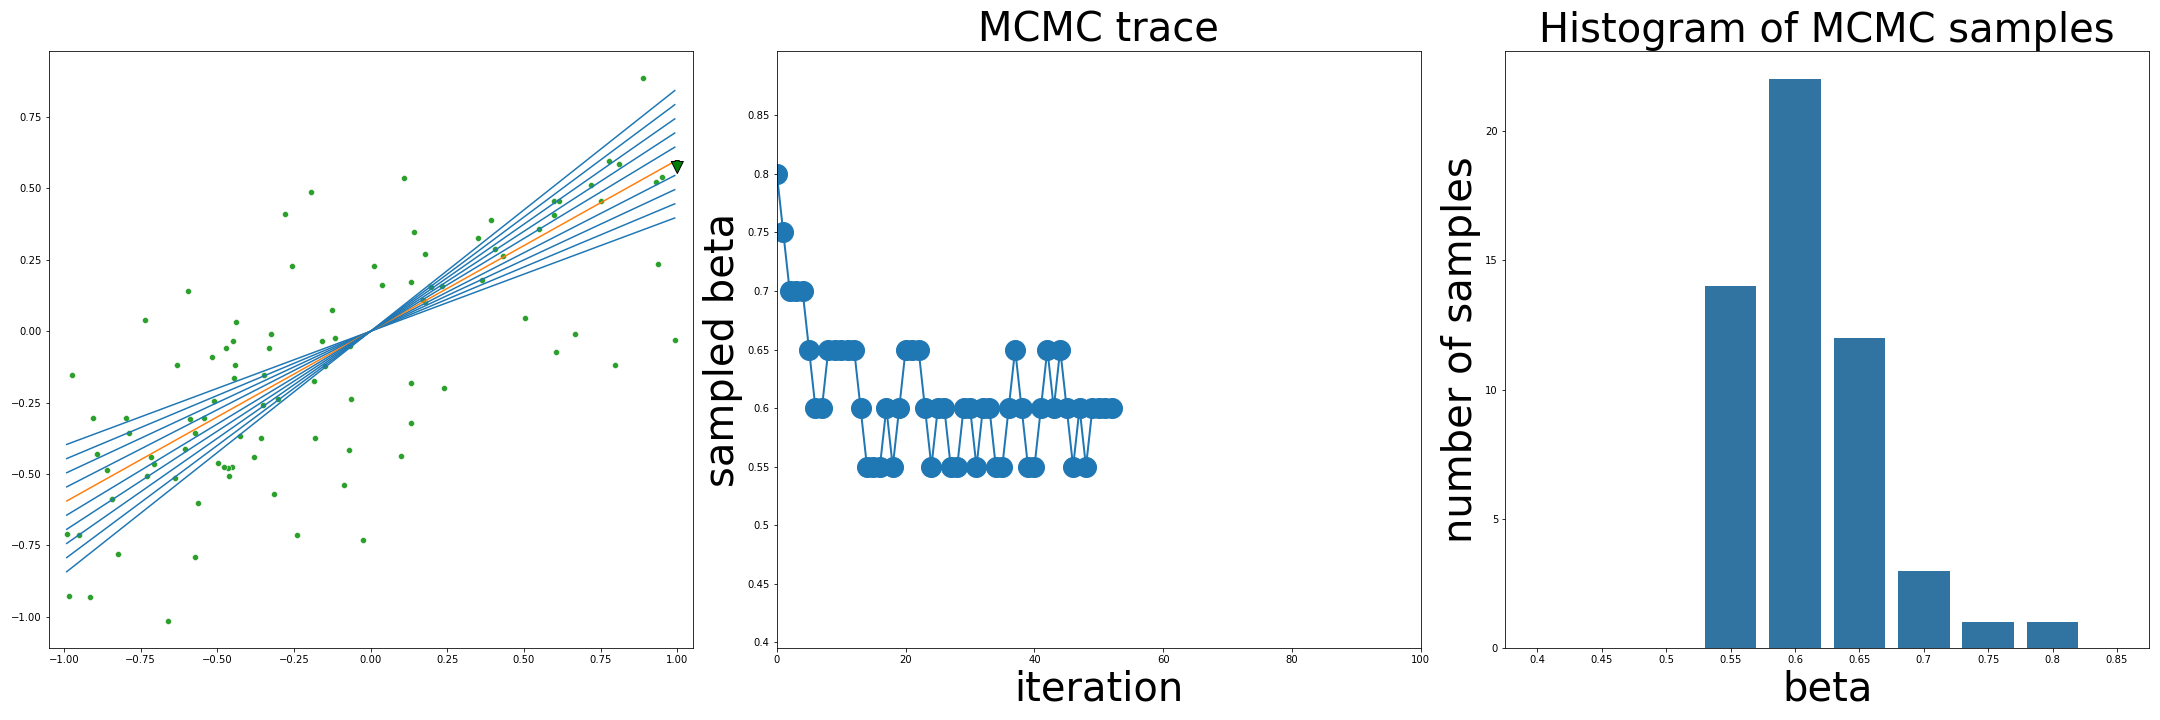 MCMC trace
Histogram of MCMC samples
0.75
0.50
0.25
0.00
−0.25
−0.50
−0.75
−1.00
−1.00 −0.75 −0.50 −0.25 0.00 0.25 0.50 0.75 1.00
sampled beta
0.85
0.8
0.75
0.7
0.65
0.6
0.55
0.5
0.45
0.4
0 20 40 60 80 100
iteration
number of samples
20
15
10
5
0
0.4 0.45 0.5 0.55 0.6 0.65 0.7 0.75 0.8 0.85
beta